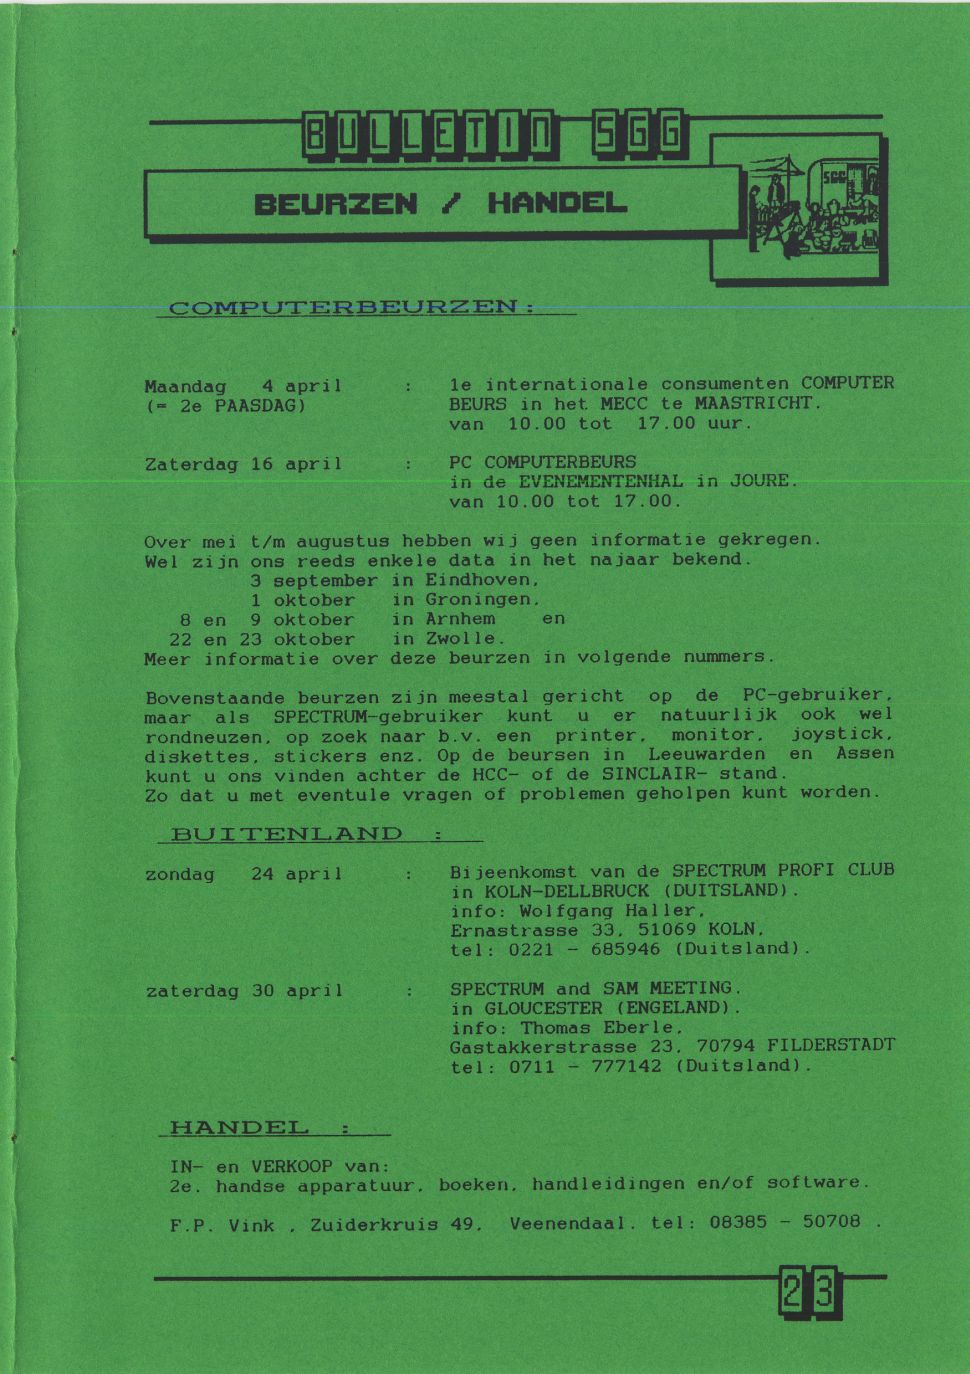 BULLETIN SGG
BEURZEN / HANDEL
SGG
COMPUTERBEURZEN:
Maandag 4 april : 1e internationale consumenten COMPUTER
(= 2e PAASDAG) BEURS in het MECC te MAASTRICHT.
van 10.00 tot 17.00 uur.
Zaterdag 16 april : PC COMPUTERBEURS
in de EVENEMENTENHAL in JOURE.
van 10.00 tot 17.00.
Over mei t/m augustus hebben wij geen informatie gekregen.
Wel zijn ons reeds enkele data in het najaar bekend.
3 september in Eindhoven,
1 oktober in Groningen,
8 en 9 oktober in Arnhem en
22 en 23 oktober in Zwolle.
Meer informatie over deze beurzen in volgende nummers.
Bovenstaande beurzen zijn meestal gericht op de PC-gebruiker,
maar als SPECTRUM-gebruiker kunt u er natuurlijk ook wel
rondneuzen, op zoek naar b.v. een printer, monitor, joystick,
diskettes, stickers enz. Op de beursen in Leeuwarden en Assen
kunt u ons vinden achter de HCC- of de SINCLAIR- stand.
Zo dat u met eventule vragen of problemen geholpen kunt worden.
BUITENLAND :
zondag 24 april : Bijeenkomst van de SPECTRUM PROFI CLUB
in KOLN-DELLBRUCK (DUITSLAND).
info: Wolfgang Haller,
Ernastrasse 33, 51069 KOLN,
tel: 0221 - 685946 (Duitsland).
zaterdag 30 april : SPECTRUM and SAM MEETING.
in GLOUCESTER (ENGELAND).
info: Thomas Eberle,
Gastakkerstrasse 23, 70794 FILDERSTADT
tel: 0711 - 777142 (Duitsland).
HANDEL :
IN- en VERKOOP van:
2e. handse apparatuur, boeken, handleidingen en/of software.
F.P. Vink , Zuiderkruis 49, Veenendaal. tel: 08385 - 50708 .
23